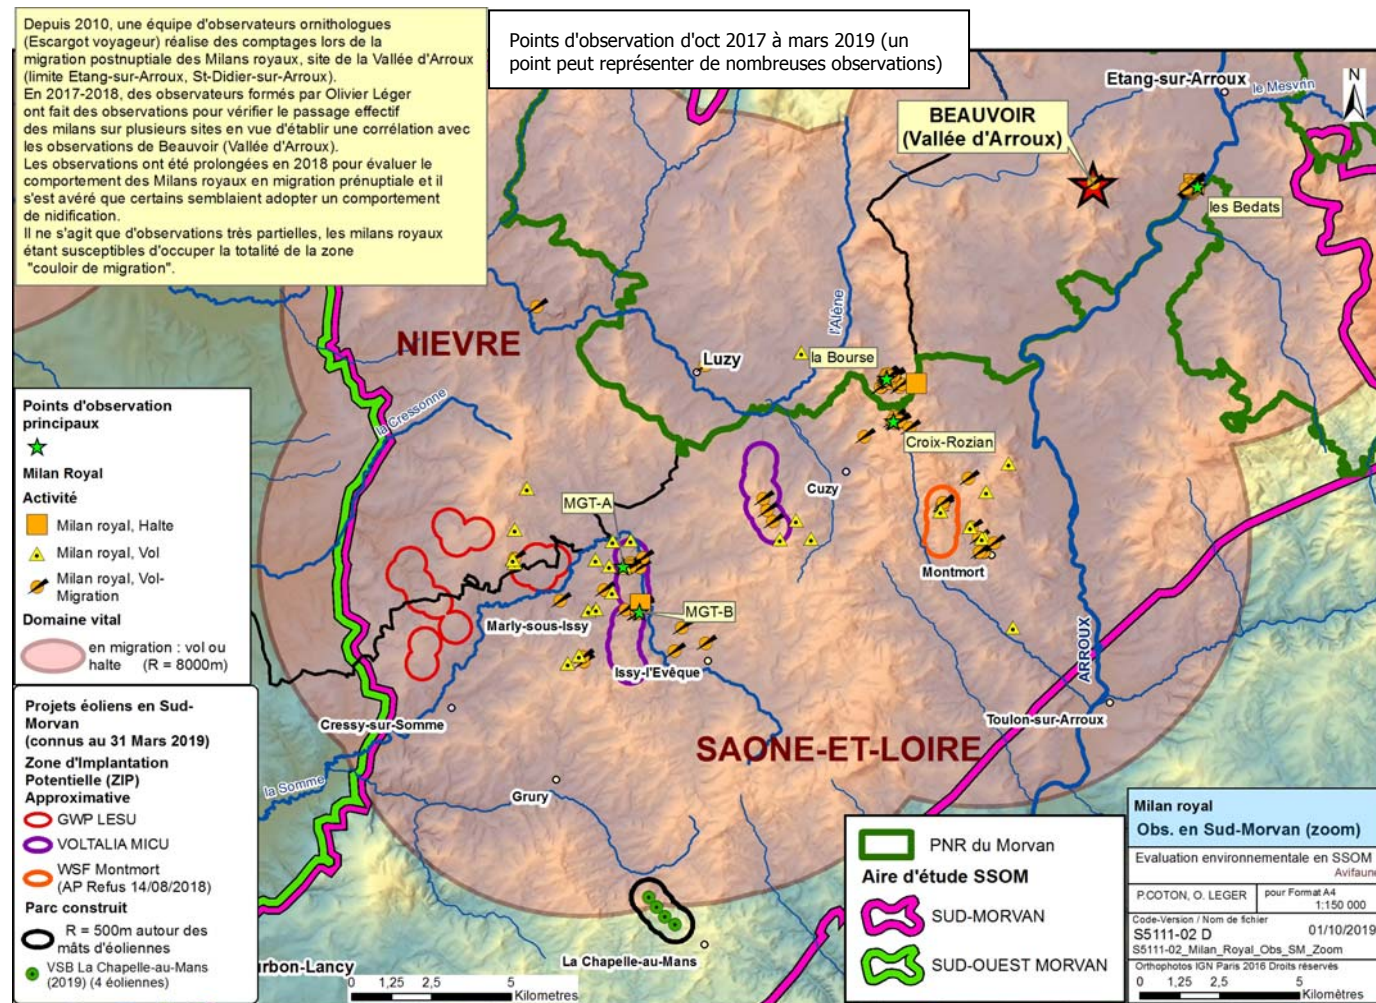 Depuis 2010, une équipe d'observateurs ornithologues
(Escargot voyageur) réalise des comptages lors de la
migration postnuptiale des Milans royaux, site de la Vallée d'Arroux
(limite Etang-sur-Arroux, St-Didier-sur-Arroux).
En 2017-2018, des observateurs formés par Olivier Léger
ont fait des observations pour vérifier le passage effectif
des milans sur plusieurs sites en vue d'établir une corrélation avec
les observations de Beauvoir (Vallée d'Arroux).
Les observations ont été prolongées en 2018 pour évaluer le
comportement des Milans royaux en migration prénuptiale et il
s'est avéré que certains semblaient adopter un comportement
de nidification.
Il ne s'agit que d'observations très partielles, les milans royaux
étant susceptibles d'occuper la totalité de la zone
"couloir de migration".
Points d'observation d'oct 2017 à mars 2019 (un
point peut représenter de nombreuses observations)
Etang-sur-Arroux
le Mesvrin
N
BEAUVOIR
(Vallée d'Arroux)
les Bedats
NIEVRE
l'Alène
Luzy
la Bourse
la Cressonne
Croix-Rozian
Cuzy
MGT-A
Montmort
MGT-B
Marly-sous-Issy
Issy-l'Evêque
ARROUX
Cressy-sur-Somme
Toulon-sur-Arroux
SAONE-ET-LOIRE
la Somme
Grury
La Chapelle-au-Mans
urbon-Lancy
Points d'observation
principaux
Milan Royal
Activité
Milan royal, Halte
Milan royal, Vol
Milan royal, Vol-
Migration
Domaine vital
en migration : vol ou
halte (R = 8000m)
Projets éoliens en Sud-
Morvan
(connus au 31 Mars 2019)
Zone d'Implantation
Potentielle (ZIP)
Approximative
GWP LESU
VOLTALIA MICU
WSF Montmort
(AP Refus 14/08/2018)
Parc construit
R = 500m autour des
mâts d'éoliennes
VSB La Chapelle-au-Mans
(2019) (4 éoliennes)
0 1,25 2,5 5
Kilometres
PNR du Morvan
Aire d'étude SSOM
SUD-MORVAN
SUD-OUEST MORVAN
Milan royal
Obs. en Sud-Morvan (zoom)
Evaluation environnementale en SSOM
Avifaune
P.COTON, O. LEGER
pour Format A4
1:150 000
Code-Version / Nom de fichier
S5111-02 D 01/10/2019
S5111-02_Milan_Royal_Obs_SM_Zoom
Orthophotos IGN Paris 2016 Droits réservés
0 1,25 2,5 5
Kilomètres